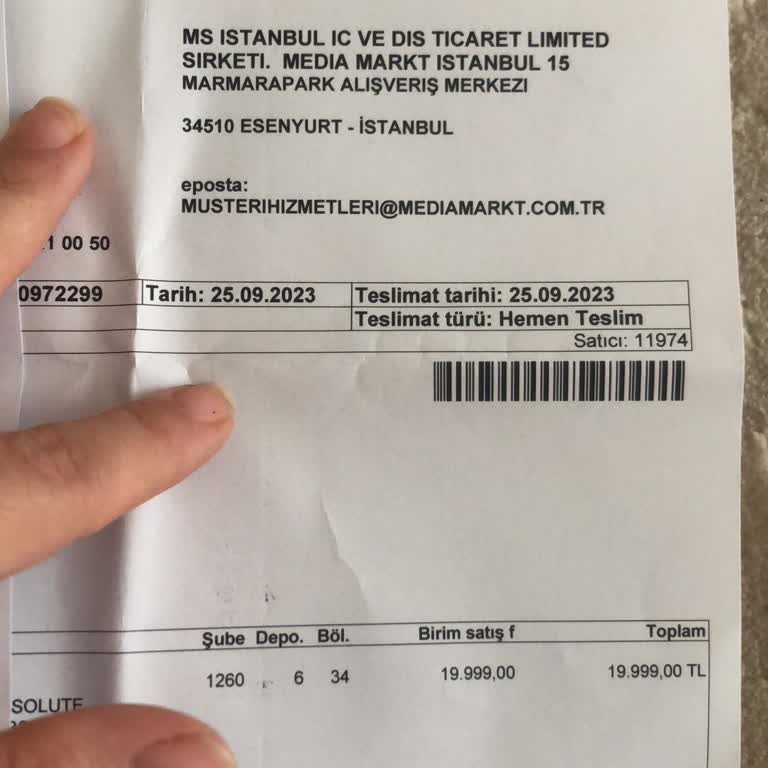 MS ISTANBUL IC VE DIS TICARET LIMITED
SIRKETI. MEDIA MARKT ISTANBUL 15
MARMARAPARK ALIŞVERIŞ MERKEZI
34510 ESENYURT - İSTANBUL
eposta:
MUSTERIHIZMETLERI@MEDIAMARKT.COM.TR
1 00 50
0972299 Tarih: 25.09.2023 Teslimat tarihi: 25.09.2023
Teslimat türü: Hemen Teslim
Satıcı: 11974
Şube Depo. Böl. Birim satış f Toplam
1260 6 34 19.999,00 19.999,00 TL
SOLUTE